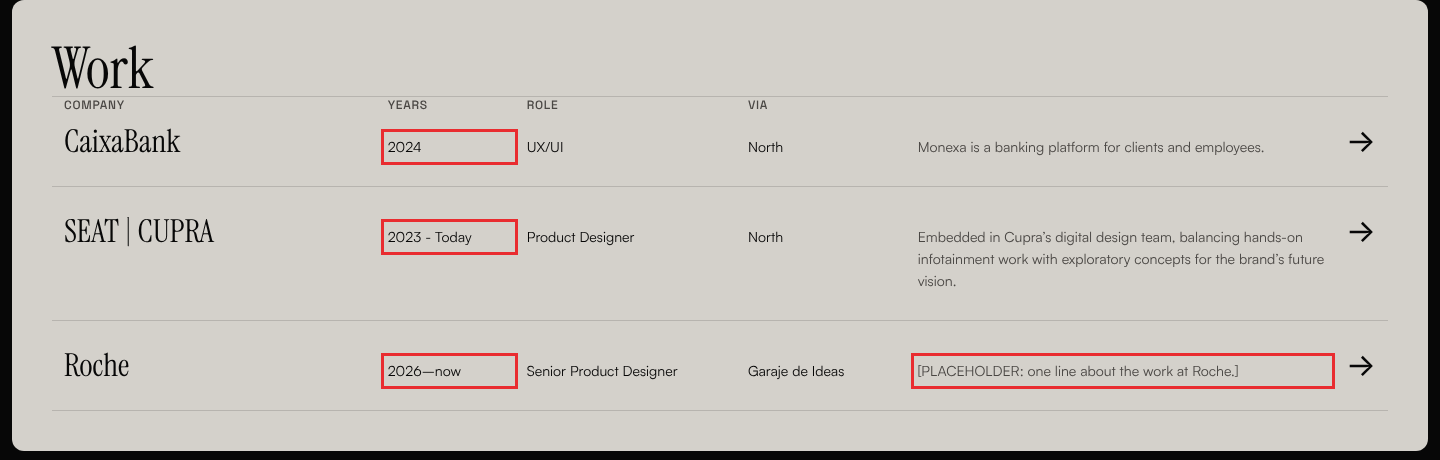 Work
COMPANY YEARS ROLE VIA
CaixaBank 2024 UX/UI North Monexa is a banking platform for clients and employees.
SEAT | CUPRA 2023 - Today Product Designer North Embedded in Cupra’s digital design team, balancing hands-on
infotainment work with exploratory concepts for the brand’s future
vision.
Roche 2026—now Senior Product Designer Garaje de Ideas [PLACEHOLDER: one line about the work at Roche.]